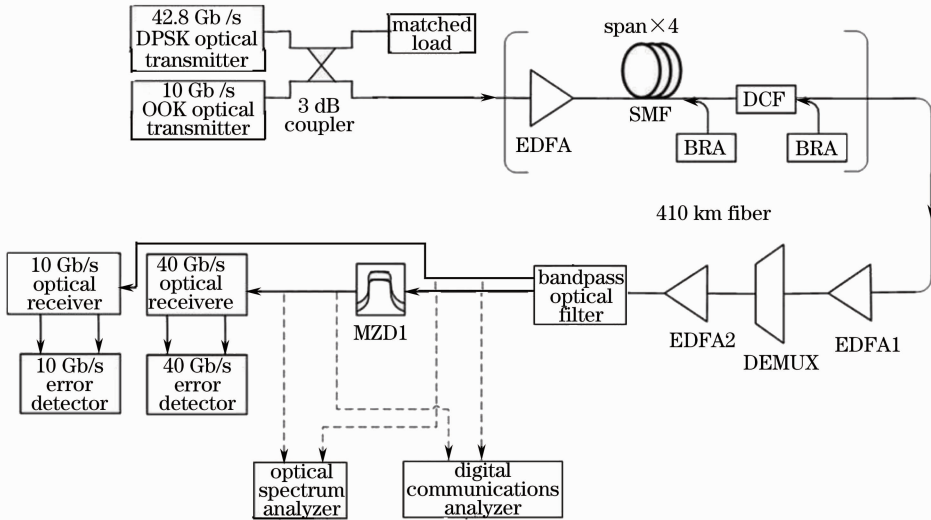 42.8 Gb /s
DPSK optical
transmitter
matched
load
10 Gb /s
OOK optical
transmitter
3 dB
coupler
span×4
EDFA
SMF
DCF
BRA
BRA
410 km fiber
10 Gb/s
optical
receiver
40 Gb/s
optical
receivere
MZD1
bandpass
optical
filter
EDFA2
DEMUX
EDFA1
10 Gb/s
error
detector
40 Gb/s
error
detector
optical
spectrum
analyzer
digital
communications
analyzer